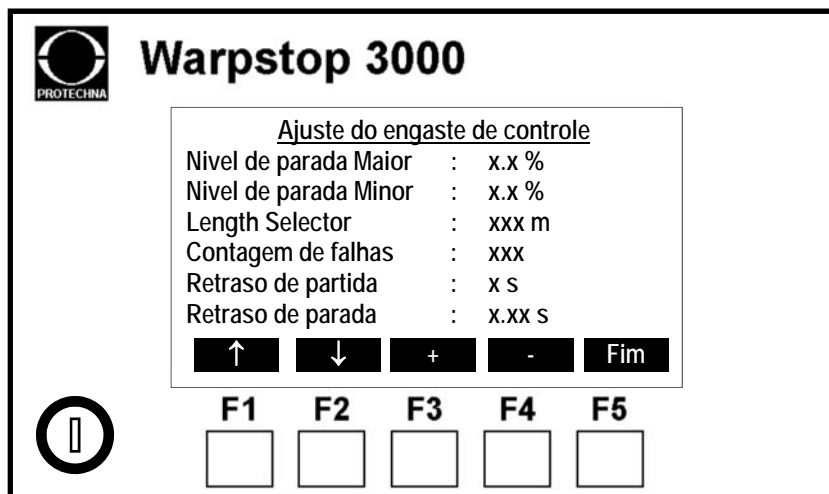 PROTECHNA
Warpstop 3000
Ajuste do engaste de controle
Nivel de parada Maior : x.x %
Nivel de parada Minor : x.x %
Length Selector : xxx m
Contagem de falhas : xxx
Retraso de partida : x s
Retraso de parada : x.xx s
↑ ↓ + - Fim
F1 F2 F3 F4 F5